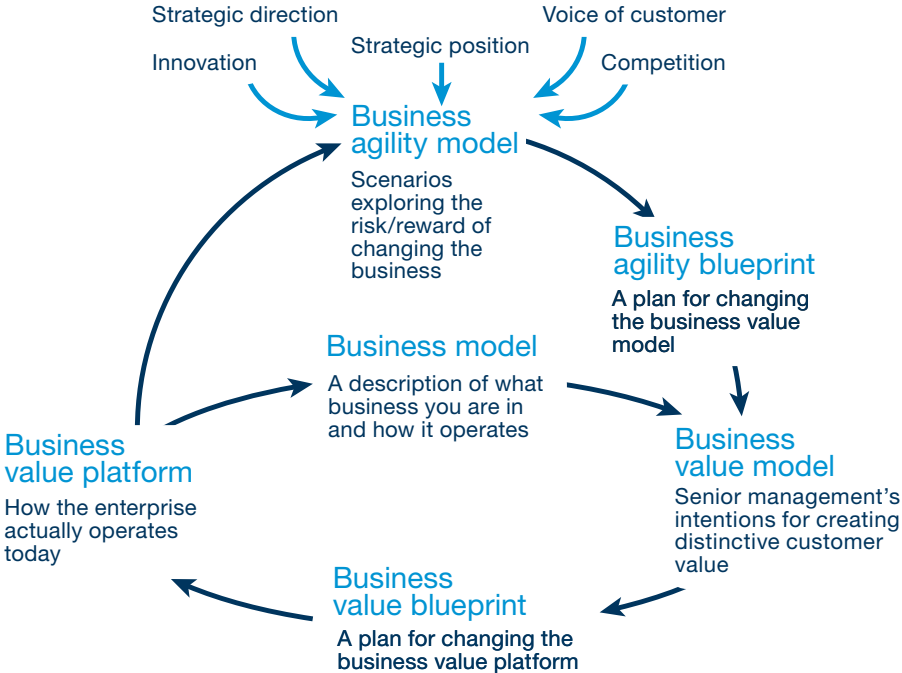 Strategic direction
Voice of customer
Strategic position
Innovation
Competition
Business
agility model
Scenarios
exploring the
risk/reward of
changing the
business
Business
agility blueprint
A plan for changing
the business value
model
Business model
A description of what
business you are in
and how it operates
Business
value platform
How the enterprise
actually operates
today
Business
value model
Senior management’s
intentions for creating
distinctive customer
value
Business
value blueprint
A plan for changing the
business value platform